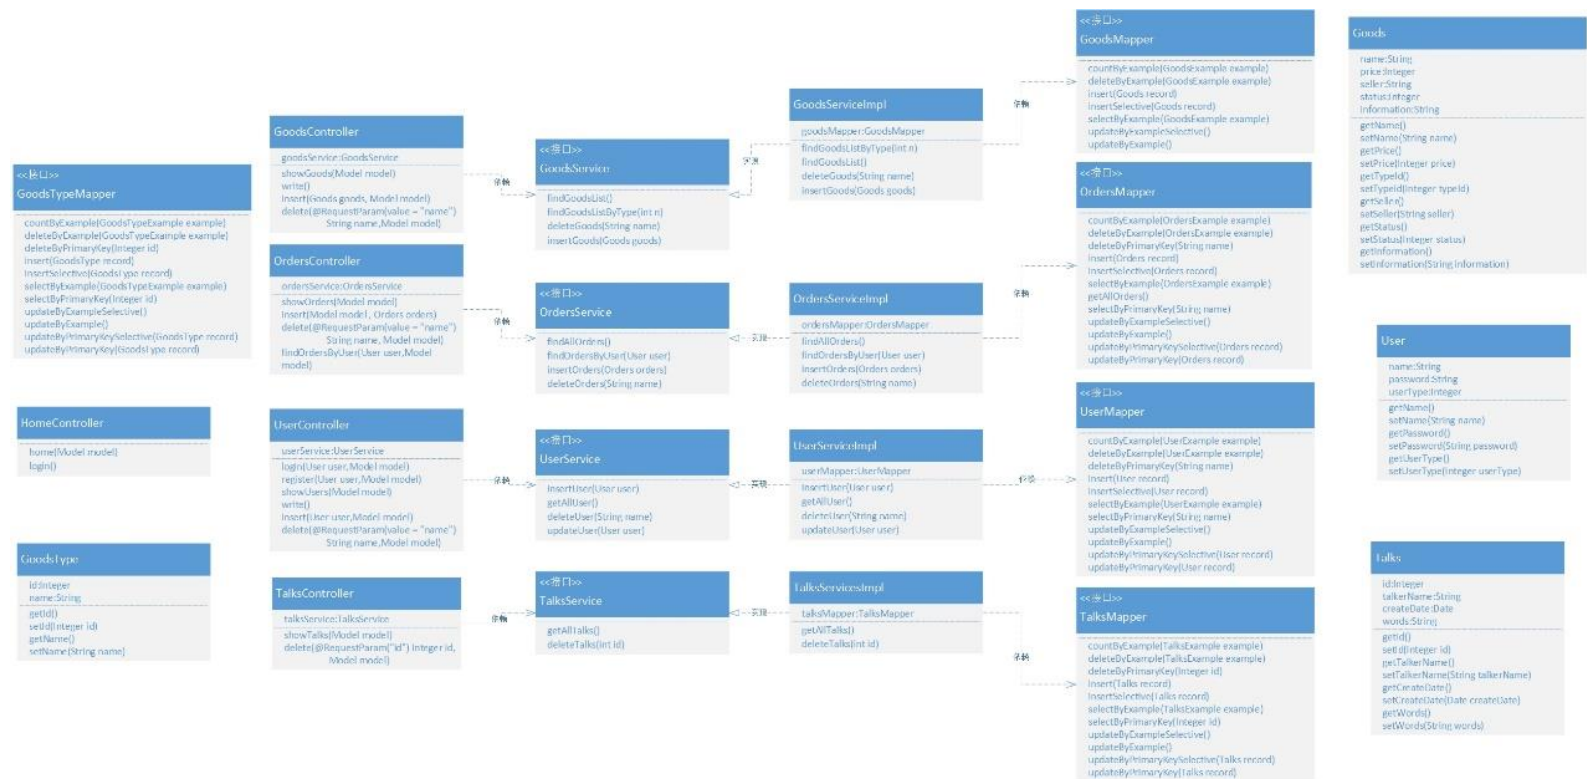 <<接口>>
GoodsTypeMapper
countByExample(GoodsTypeExample example)
deleteByExample(GoodsTypeExample example)
deleteByPrimaryKey(Integer id)
insert(GoodsType record)
insertSelective(GoodsType record)
selectByExample(GoodsTypeExample example)
selectByPrimaryKey(Integer id)
updateByExampleSelective()
updateByExample()
updateByPrimaryKeySelective(GoodsType record)
updateByPrimaryKey(GoodsType record)
HomeController
home(Model model)
login()
GoodsType
id:Integer
name:String
getId()
setId(Integer id)
getName()
setName(String name)
GoodsController
goodsService:GoodsService
showGoods(Model model)
write()
insert(Goods goods, Model model)
delete(@RequestParam(value = "name")
String name,Model model)
OrdersController
ordersService:OrdersService
showOrders(Model model)
insert(Model model , Orders orders)
delete(@RequestParam(value = "name")
String name, Model model)
findOrdersByUser(User user,Model
model)
UserController
userService:UserService
login(User user,Model model)
register(User user,Model model)
showUsers(Model model)
write()
insert(User user,Model model)
delete(@RequestParam(value = "name")
String name,Model model)
TalksController
talksService:TalksService
showTalks(Model model)
delete(@RequestParam("id") Integer id,
Model model)
依赖
依赖
依赖
依赖
<<接口>>
GoodsService
findGoodsList()
findGoodsListByType(int n)
deleteGoods(String name)
insertGoods(Goods goods)
<<接口>>
OrdersService
findAllOrders()
findOrdersByUser(User user)
insertOrders(Orders orders)
deleteOrders(String name)
<<接口>>
UserService
insertUser(User user)
getAllUser()
deleteUser(String name)
updateUser(User user)
<<接口>>
TalksService
getAllTalks()
deleteTalks(int id)
实现
实现
实现
实现
GoodsServiceImpl
goodsMapper:GoodsMapper
findGoodsListByType(int n)
findGoodsList()
deleteGoods(String name)
insertGoods(Goods goods)
OrdersServiceImpl
ordersMapper:OrdersMapper
findAllOrders()
findOrdersByUser(User user)
insertOrders(Orders orders)
deleteOrders(String name)
UserServiceImpl
userMapper:UserMapper
insertUser(User user)
getAllUser()
deleteUser(String name)
updateUser(User user)
TalksServicesImpl
talksMapper:TalksMapper
getAllTalks()
deleteTalks(int id)
依赖
依赖
依赖
依赖
<<接口>>
GoodsMapper
countByExample(GoodsExample example)
deleteByExample(GoodsExample example)
insert(Goods record)
insertSelective(Goods record)
selectByExample(GoodsExample example)
updateByExampleSelective()
updateByExample()
<<接口>>
OrdersMapper
countByExample(OrdersExample example)
deleteByExample(OrdersExample example)
deleteByPrimaryKey(String name)
insert(Orders record)
insertSelective(Orders record)
selectByExample(OrdersExample example)
getAllOrders()
selectByPrimaryKey(String name)
updateByExampleSelective()
updateByExample()
updateByPrimaryKeySelective(Orders record)
updateByPrimaryKey(Orders record)
<<接口>>
UserMapper
countByExample(UserExample example)
deleteByExample(UserExample example)
deleteByPrimaryKey(String name)
insert(User record)
insertSelective(User record)
selectByExample(UserExample example)
selectByPrimaryKey(String name)
updateByExampleSelective()
updateByExample()
updateByPrimaryKeySelective(User record)
updateByPrimaryKey(User record)
<<接口>>
TalksMapper
countByExample(TalksExample example)
deleteByExample(TalksExample example)
deleteByPrimaryKey(Integer id)
insert(Talks record)
insertSelective(Talks record)
selectByExample(TalksExample example)
selectByPrimaryKey(Integer id)
updateByExampleSelective()
updateByExample()
updateByPrimaryKeySelective(Talks record)
updateByPrimaryKey(Talks record)
Goods
name:String
price:Integer
seller:String
status:Integer
information:String
getName()
setName(String name)
getPrice()
setPrice(Integer price)
getTypeId()
setTypeId(Integer typeId)
getSeller()
setSeller(String seller)
getStatus()
setStatus(Integer status)
getInformation()
setInformation(String information)
User
name:String
password:String
userType:Integer
getName()
setName(String name)
getPassword()
setPassword(String password)
getUserType()
setUserType(Integer userType)
Talks
id:Integer
talkerName:String
createDate:Date
words:String
getId()
setId(Integer id)
getTalkerName()
setTalkerName(String talkerName)
getCreateDate()
setCreateDate(Date createDate)
getWords()
setWords(String words)